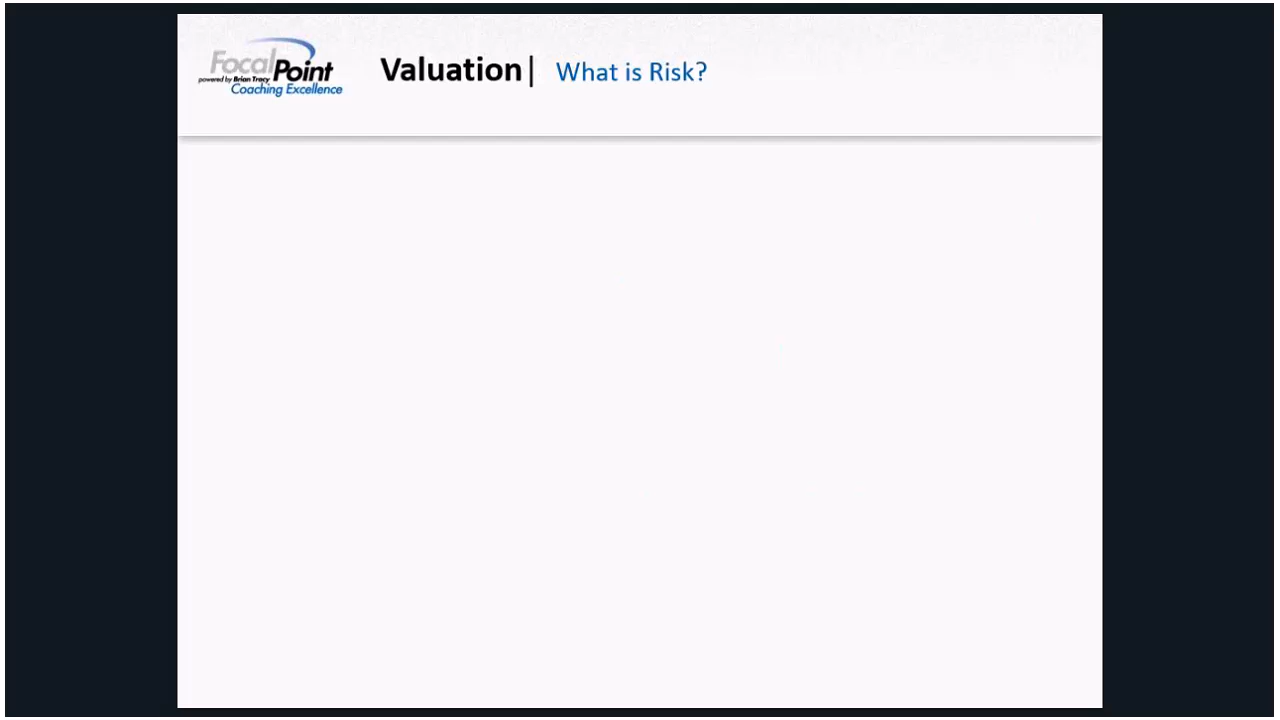 FocalPoint
powered by Brian Tracy
Coaching Excellence
Valuation| What is Risk?